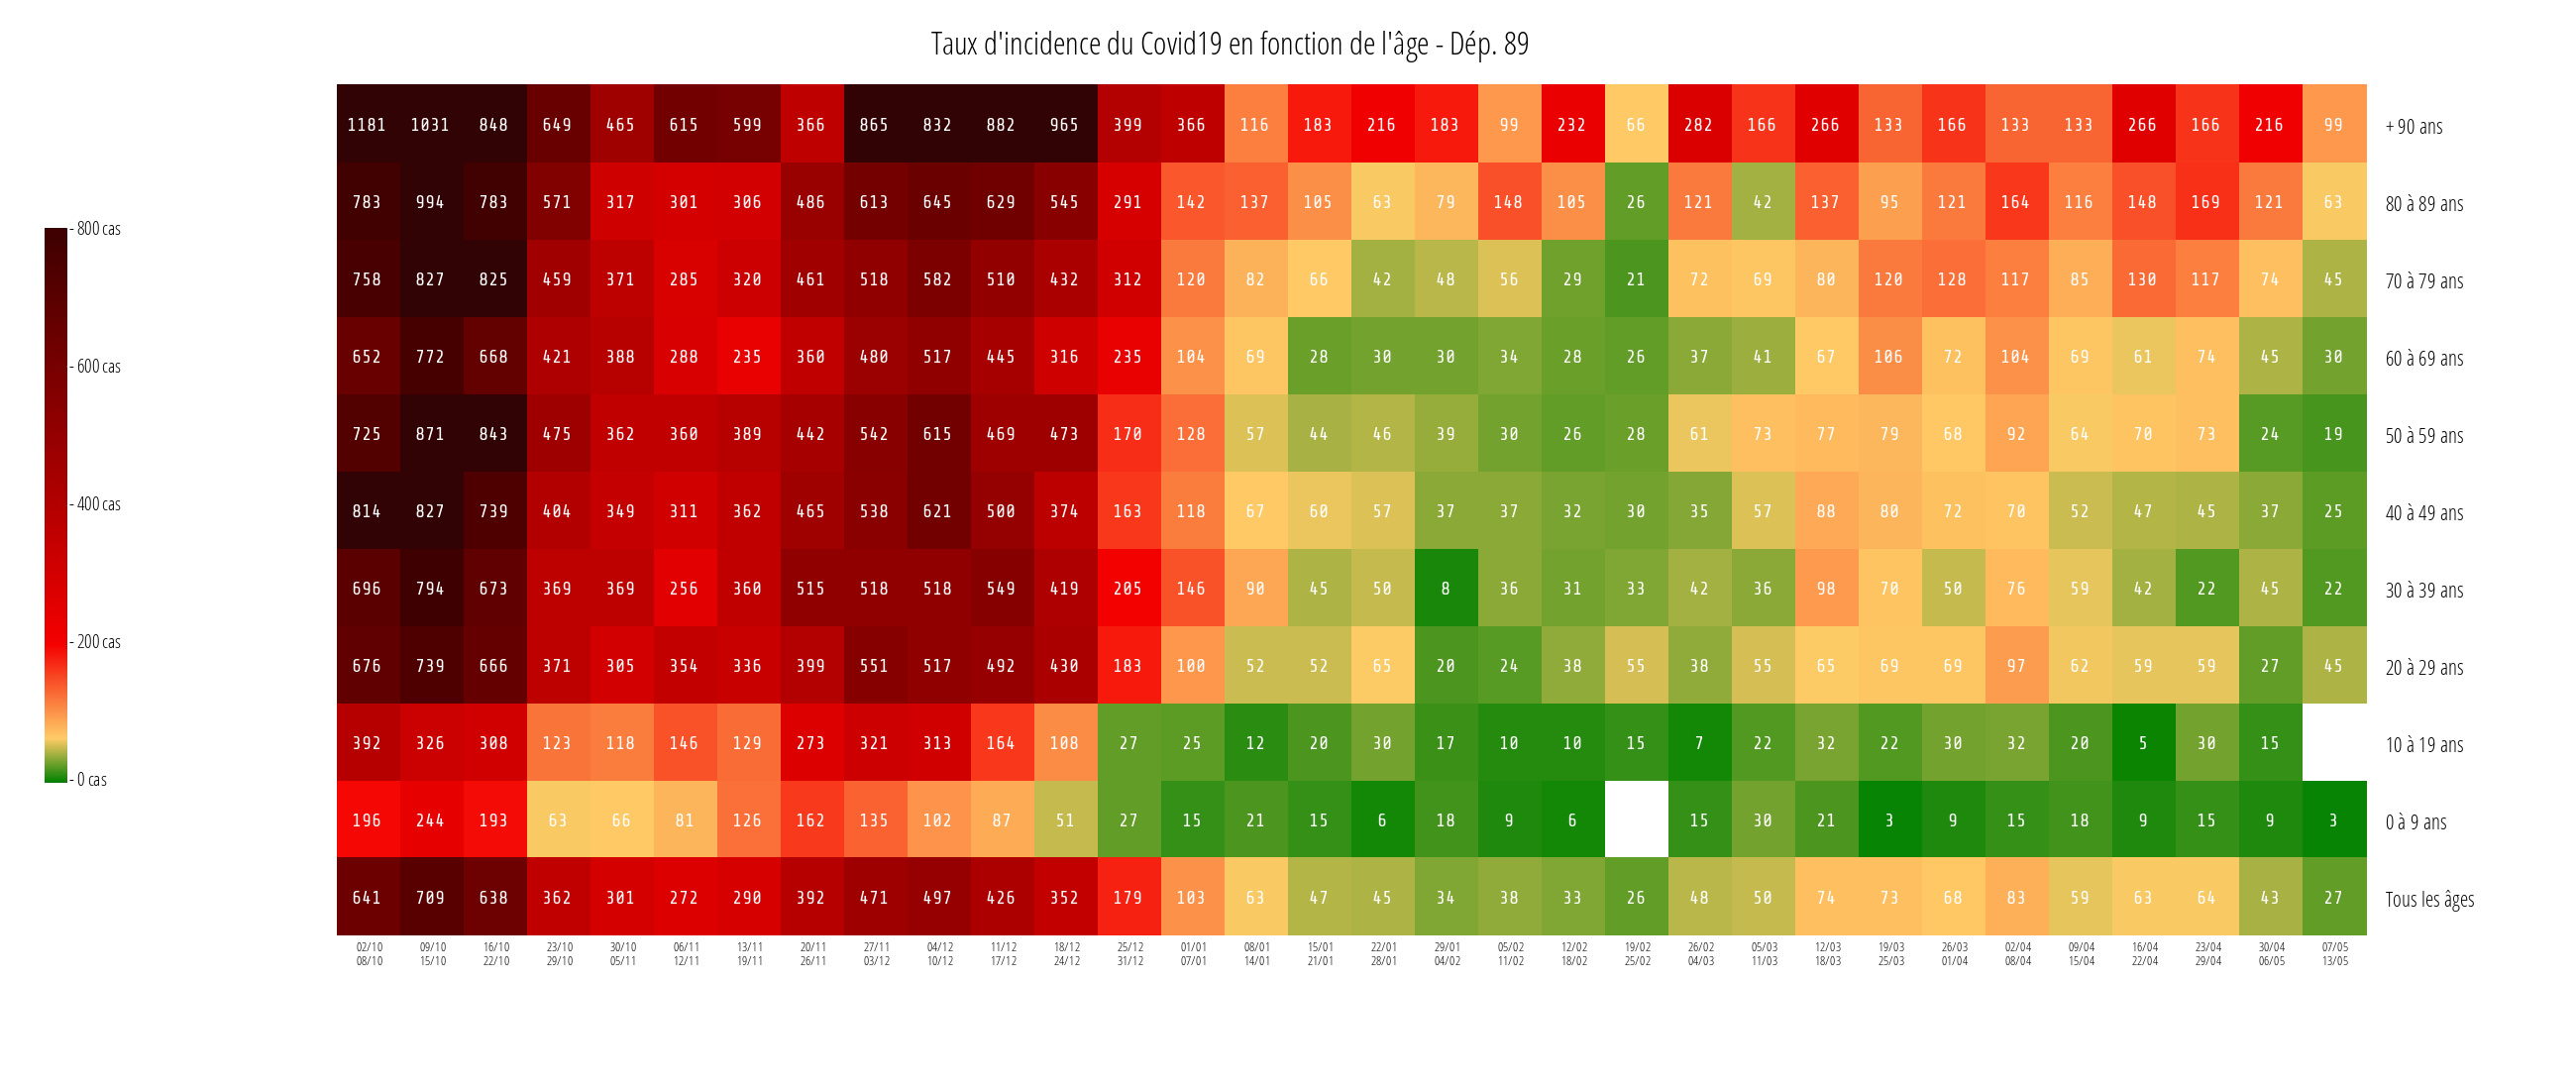 Taux d'incidence du Covid19 en fonction de l'âge - Dép. 89
- 800 cas
- 600 cas
- 400 cas
- 200 cas
- 0 cas
1181 1031 848 649 465 615 599 366 865 832 882 965 399 366 116 183 216 183 99 232 66 282 166 266 133 166 133 133 266 166 216 99 + 90 ans
783 994 783 571 317 301 306 486 613 645 629 545 291 142 137 105 63 79 148 105 26 121 42 137 95 121 164 116 148 169 121 63 80 à 89 ans
758 827 825 459 371 285 320 461 518 582 510 432 312 120 82 66 42 48 56 29 21 72 69 80 120 128 117 85 130 117 74 45 70 à 79 ans
652 772 668 421 388 288 235 360 480 517 445 316 235 104 69 28 30 30 34 28 26 37 41 67 106 72 104 69 61 74 45 30 60 à 69 ans
725 871 843 475 362 360 389 442 542 615 469 473 170 128 57 44 46 39 30 26 28 61 73 77 79 68 92 64 70 73 24 19 50 à 59 ans
814 827 739 404 349 311 362 465 538 621 500 374 163 118 67 60 57 37 37 32 30 35 57 88 80 72 70 52 47 45 37 25 40 à 49 ans
696 794 673 369 369 256 360 515 518 518 549 419 205 146 90 45 50 8 36 31 33 42 36 98 70 50 76 59 42 22 45 22 30 à 39 ans
676 739 666 371 305 354 336 399 551 517 492 430 183 100 52 52 65 20 24 38 55 38 55 65 69 69 97 62 59 59 27 45 20 à 29 ans
392 326 308 123 118 146 129 273 321 313 164 108 27 25 12 20 30 17 10 10 15 7 22 32 22 30 32 20 5 30 15 10 à 19 ans
196 244 193 63 66 81 126 162 135 102 87 51 27 15 21 15 6 18 9 6 15 30 21 3 9 15 18 9 15 9 3 0 à 9 ans
641 709 638 362 301 272 290 392 471 497 426 352 179 103 63 47 45 34 38 33 26 48 50 74 73 68 83 59 63 64 43 27 Tous les âges
02/10 09/10 16/10 23/10 30/10 06/11 13/11 20/11 27/11 04/12 11/12 18/12 25/12 01/01 08/01 15/01 22/01 29/01 05/02 12/02 19/02 26/02 05/03 12/03 19/03 26/03 02/04 09/04 16/04 23/04 30/04 07/05
08/10 15/10 22/10 29/10 05/11 12/11 19/11 26/11 03/12 10/12 17/12 24/12 31/12 07/01 14/01 21/01 28/01 04/02 11/02 18/02 25/02 04/03 11/03 18/03 25/03 01/04 08/04 15/04 22/04 29/04 06/05 13/05